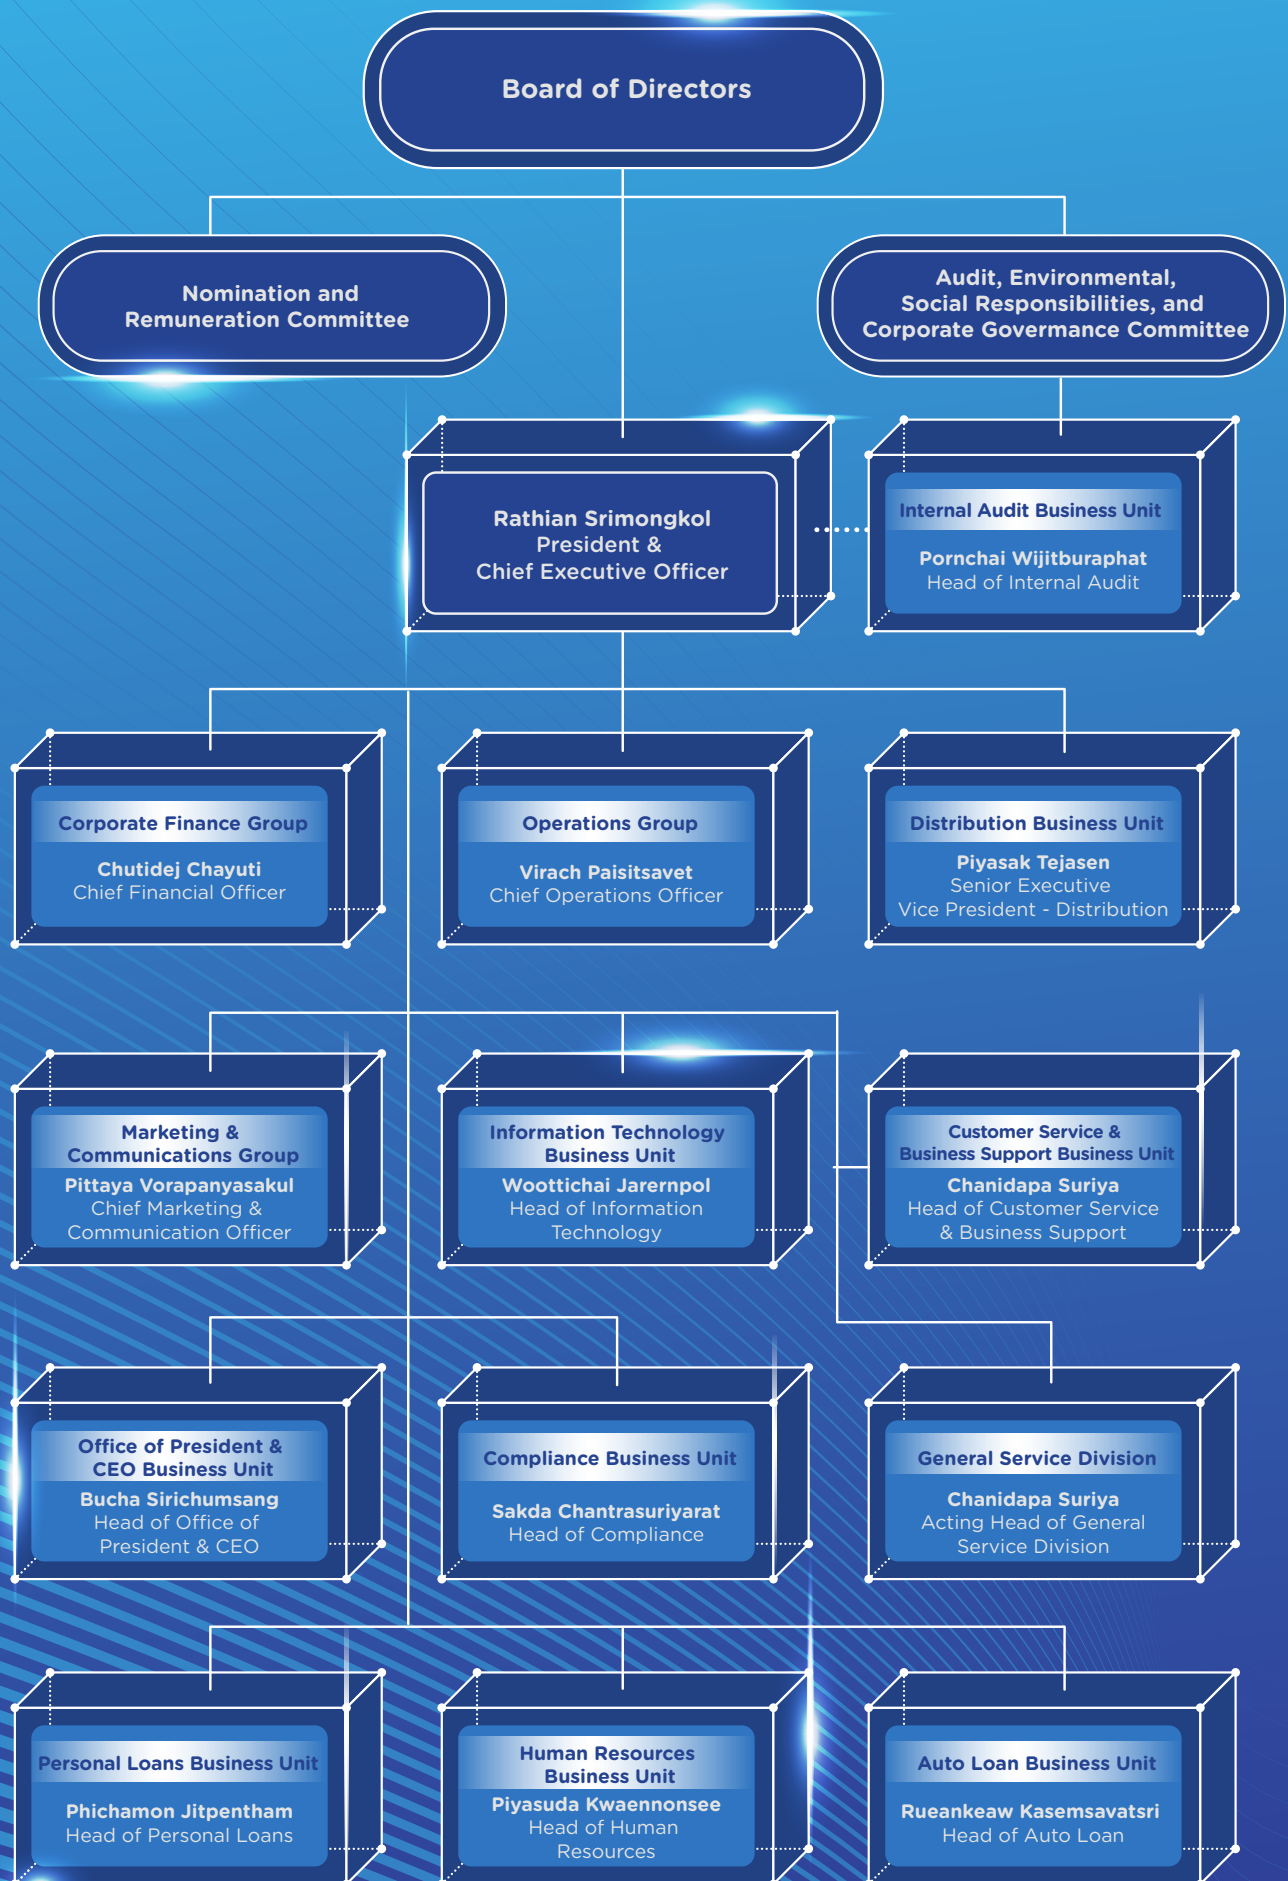 Board of Directors
Nomination and
Remuneration Committee
Audit, Environmental,
Social Responsibilities, and
Corporate Governance Committee
Rathian Srimongkol
President &
Chief Executive Officer
Internal Audit Business Unit
Pornchai Wijitburaphat
Head of Internal Audit
Corporate Finance Group
Chutidej Chayuti
Chief Financial Officer
Operations Group
Virach Paisitsavet
Chief Operations Officer
Distribution Business Unit
Piyasak Tejasen
Senior Executive
Vice President - Distribution
Marketing &
Communications Group
Pittaya Vorapanyasakul
Chief Marketing &
Communication Officer
Information Technology
Business Unit
Woottichai Jarernpol
Head of Information
Technology
Customer Service &
Business Support Business Unit
Chanidapa Suriya
Head of Customer Service
& Business Support
Office of President &
CEO Business Unit
Bucha Sirichumsang
Head of Office of
President & CEO
Compliance Business Unit
Sakda Chantrasuriyarat
Head of Compliance
General Service Division
Chanidapa Suriya
Acting Head of General
Service Division
Personal Loans Business Unit
Phichamon Jitpentham
Head of Personal Loans
Human Resources
Business Unit
Piyasuda Kwaennonsee
Head of Human
Resources
Auto Loan Business Unit
Rueankeaw Kasemsavatsri
Head of Auto Loan